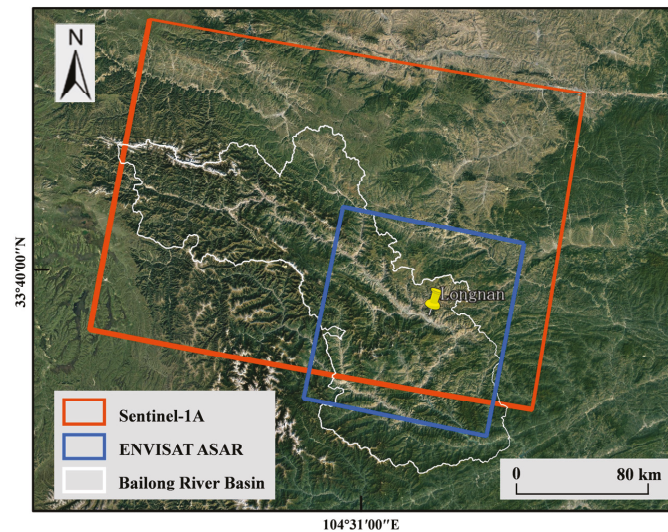 N
33°40′00″N
Longnan
Sentinel-1A
ENVISAT ASAR
Bailong River Basin
0 80 km
104°31′00″E